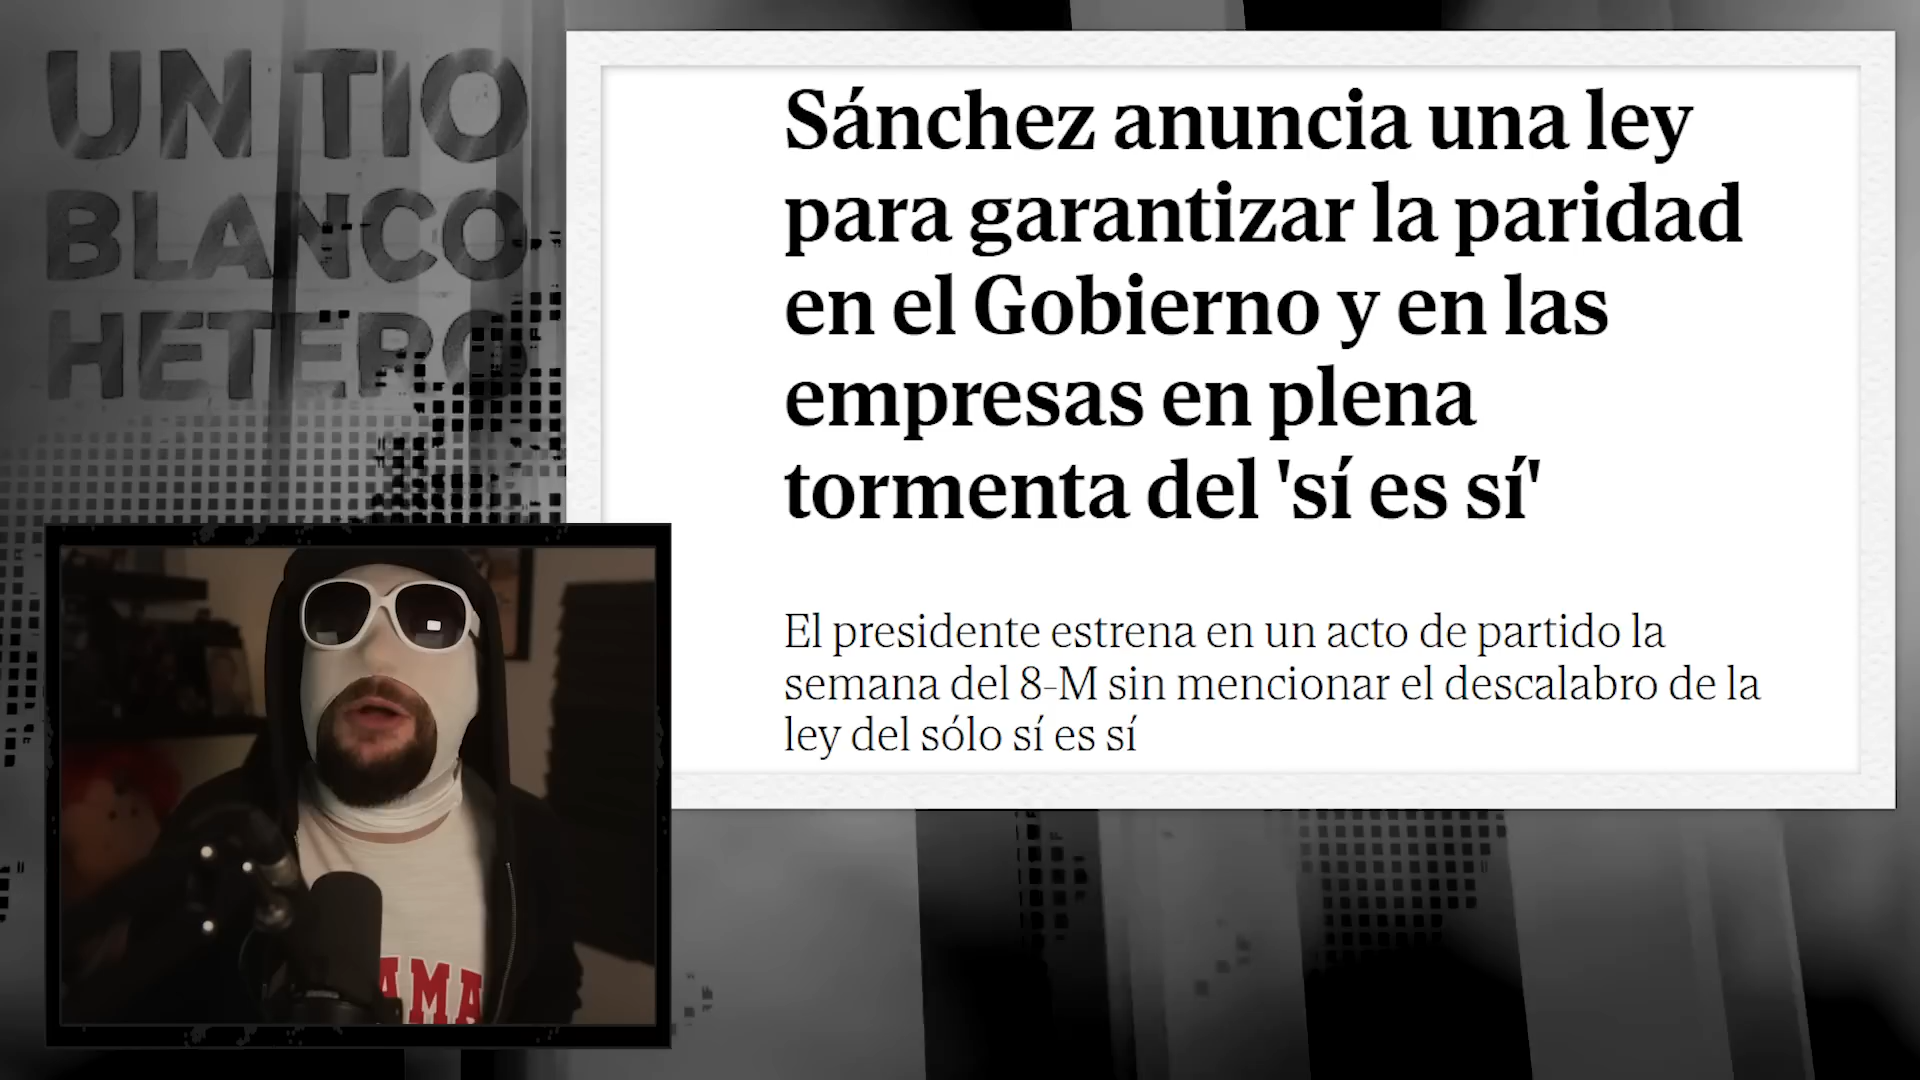 UN TIO
BLANCO
HETERO
Sánchez anuncia una ley
para garantizar la paridad
en el Gobierno y en las
empresas en plena
tormenta del 'sí es sí'
El presidente estrena en un acto de partido la
semana del 8-M sin mencionar el descalabro de la
ley del sólo sí es sí
AMA